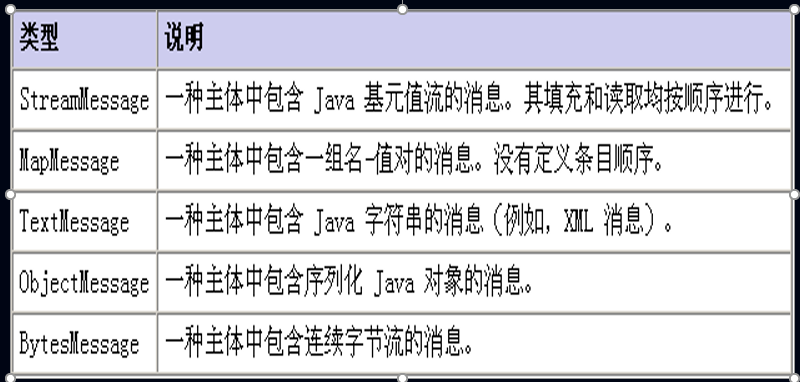 类型 说明
StreamMessage 一种主体中包含 Java 基元值流的消息。其填充和读取均按顺序进行。
MapMessage 一种主体中包含一组名-值对的消息。没有定义条目顺序。
TextMessage 一种主体中包含 Java 字符串的消息（例如，XML 消息）。
ObjectMessage 一种主体中包含序列化 Java 对象的消息。
BytesMessage 一种主体中包含连续字节流的消息。